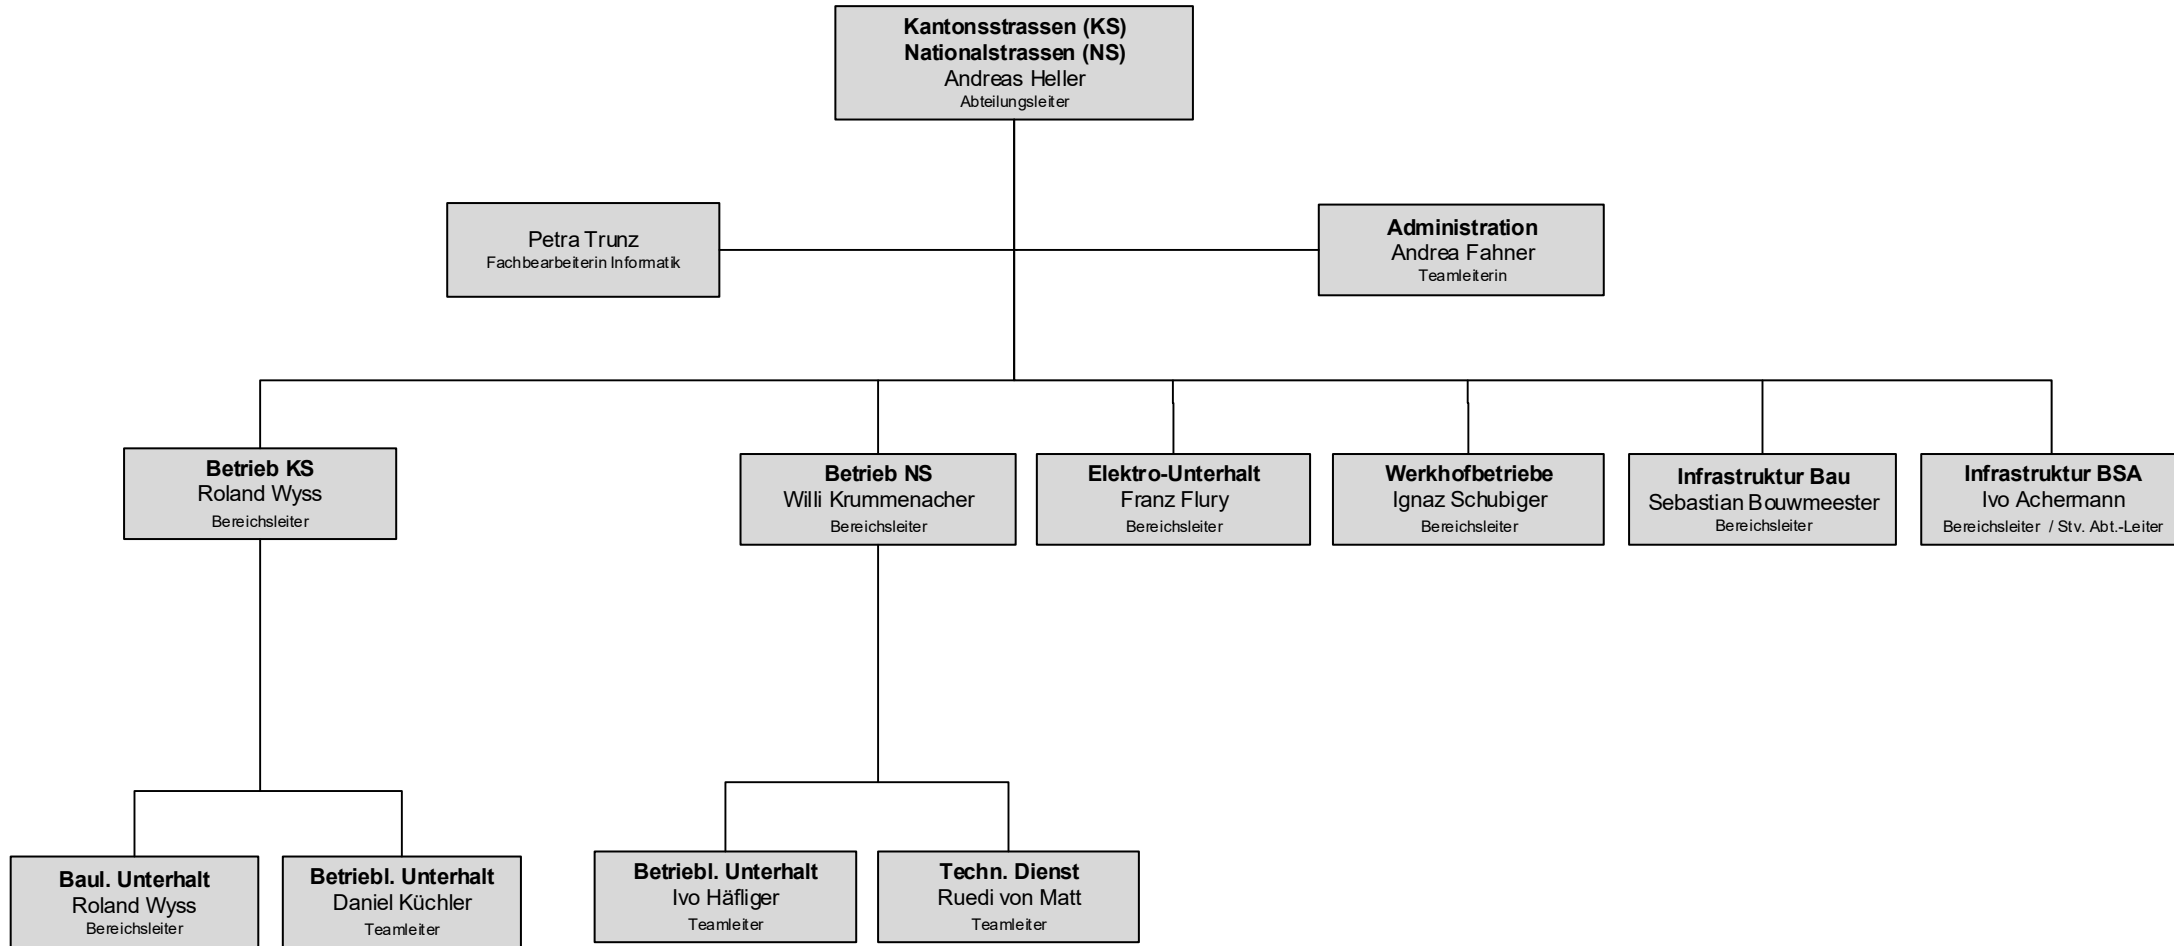 Kantonsstrassen (KS)
Nationalstrassen (NS)
Andreas Heller
Abteilungsleiter
Petra Trunz
Fachbearbeiterin Informatik
Administration
Andrea Fahner
Teamleiterin
Betrieb KS
Roland Wyss
Bereichsleiter
Betrieb NS
Willi Krummenacher
Bereichsleiter
Elektro-Unterhalt
Franz Flury
Bereichsleiter
Werkhofbetriebe
Ignaz Schubiger
Bereichsleiter
Infrastruktur Bau
Sebastian Bouwmeester
Bereichsleiter
Infrastruktur BSA
Ivo Achermann
Bereichsleiter / Stv. Abt.-Leiter
Baul. Unterhalt
Roland Wyss
Bereichsleiter
Betriebl. Unterhalt
Daniel Küchler
Teamleiter
Betriebl. Unterhalt
Ivo Häfliger
Teamleiter
Techn. Dienst
Ruedi von Matt
Teamleiter